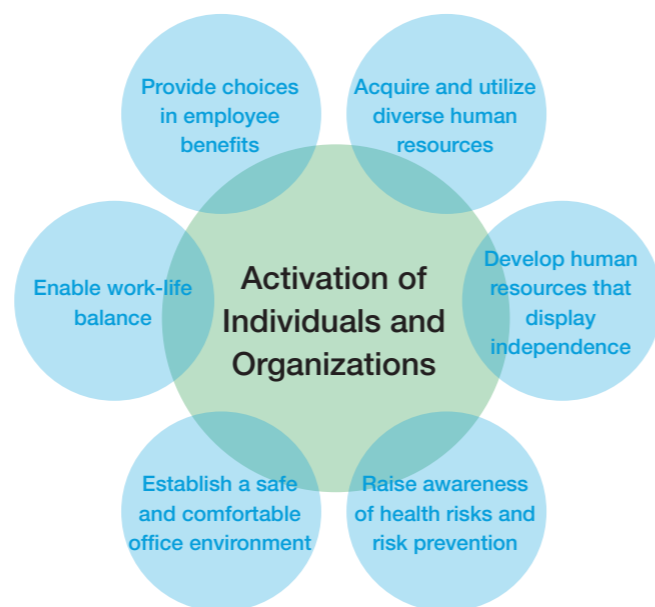 Provide choices
in employee
benefits
Acquire and utilize
diverse human
resources
Enable work-life
balance
Activation of
Individuals and
Organizations
Develop human
resources that
display
independence
Establish a safe
and comfortable
office environment
Raise awareness
of health risks and
risk prevention